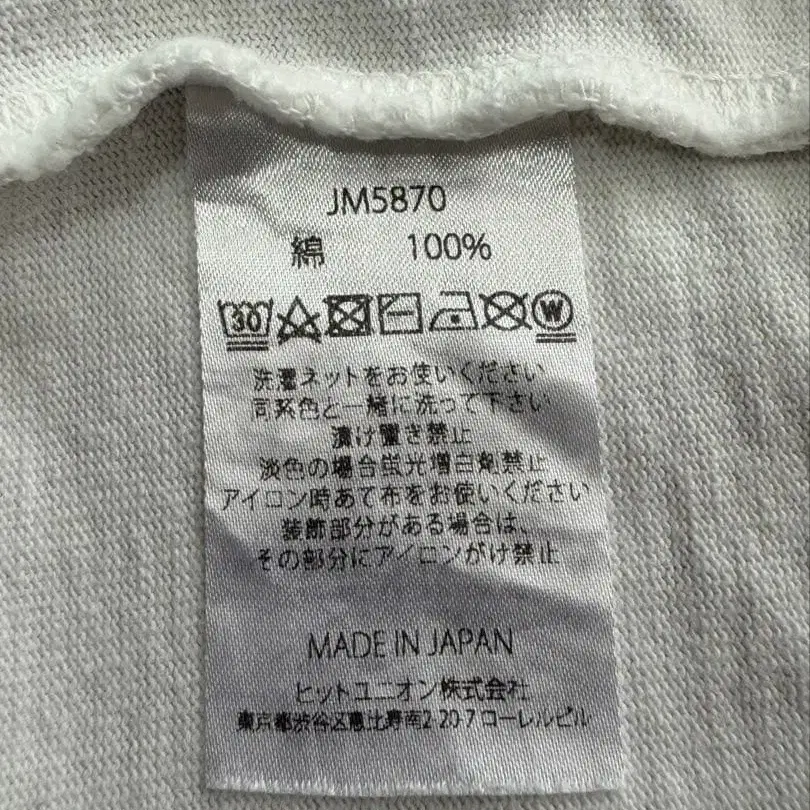 JM5870
綿 100%
30 W
洗濯ネットをお使いください
同系色と一緒に洗って下さい
漬け置き禁止
淡色の場合蛍光増白剤禁止
アイロン時あて布をお使いください
装飾部分がある場合は、
その部分にアイロンがけ禁止
MADE IN JAPAN
ヒットユニオン株式会社
東京都渋谷区恵比寿南2-20-7 コーレルビル